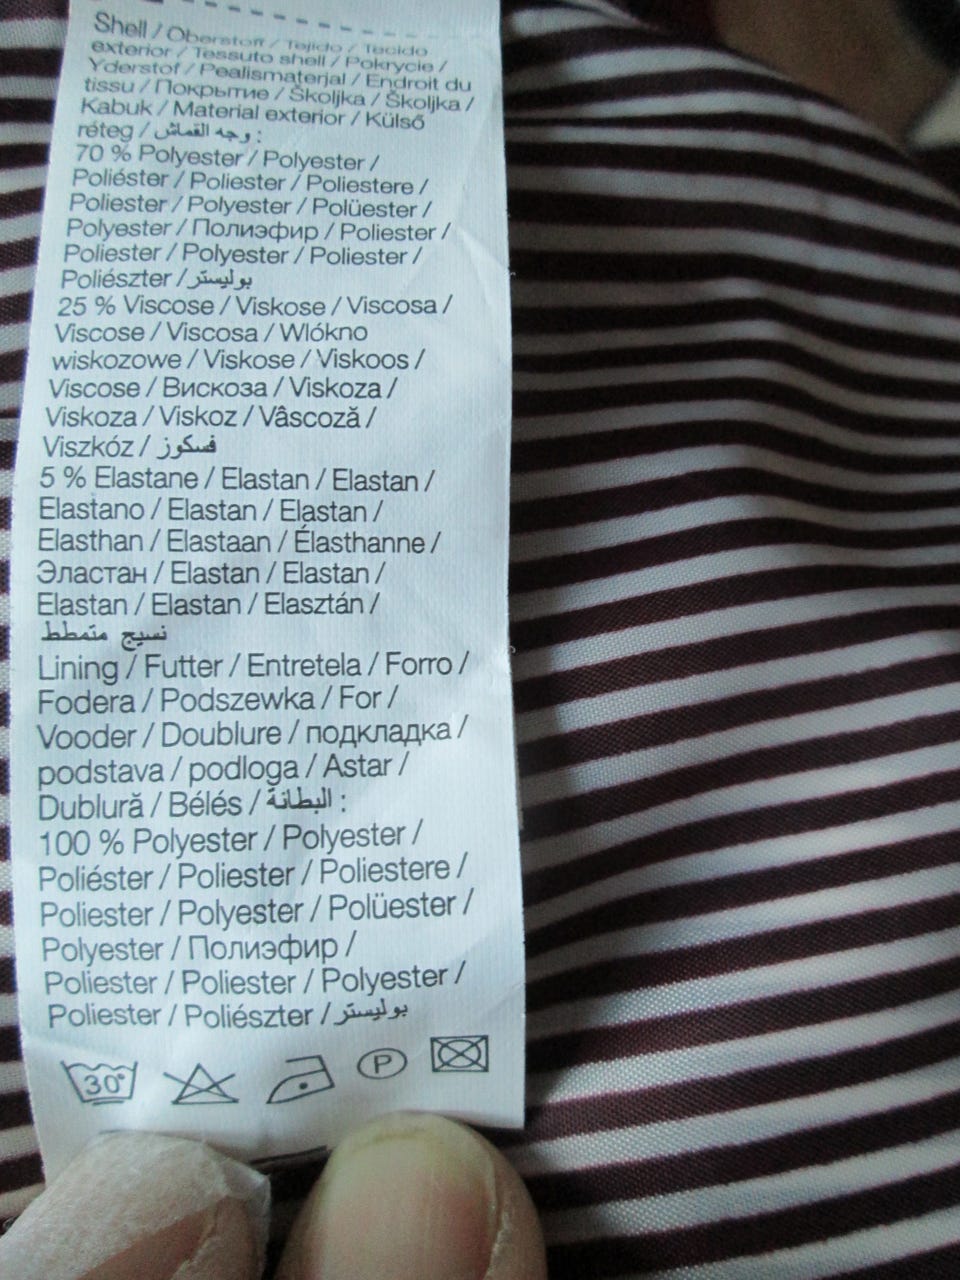 Shell / Oberstoff / Tejido / Tecido
exterior / Tessuto shell / Pokrycie /
Yderstof / Pealismaterjal / Endroit du
tissu / Покрытие / Školjka / Školjka /
Kabuk / Material exterior / Külső
réteg / وجه القماش :
70 % Polyester / Polyester /
Poliéster / Poliester / Poliestere /
Poliester / Polyester / Polüester /
Polyester / Полиэфир / Poliester /
Poliester / Polyester / Poliester /
Poliészter / بوليستر
25 % Viscose / Viskose / Viscosa /
Viscose / Viscosa / Wlókno
wiskozowe / Viskose / Viskoos /
Viscose / Вискоза / Viskoza /
Viskoza / Viskoz / Vâscoză /
Viszkóz / فسكوز
5 % Elastane / Elastan / Elastan /
Elastano / Elastan / Elastan /
Elasthan / Elastaan / Élasthanne /
Эластан / Elastan / Elastan /
Elastan / Elastan / Elasztán /
نسيج متمطط
Lining / Futter / Entretela / Forro /
Fodera / Podszewka / For /
Vooder / Doublure / подкладка /
podstava / podloga / Astar /
Dublură / Bélés / البطانة :
100 % Polyester / Polyester /
Poliéster / Poliester / Poliestere /
Poliester / Polyester / Polüester /
Polyester / Полиэфир /
Poliester / Poliester / Polyester /
Poliester / Poliészter / بوليستر
30° P